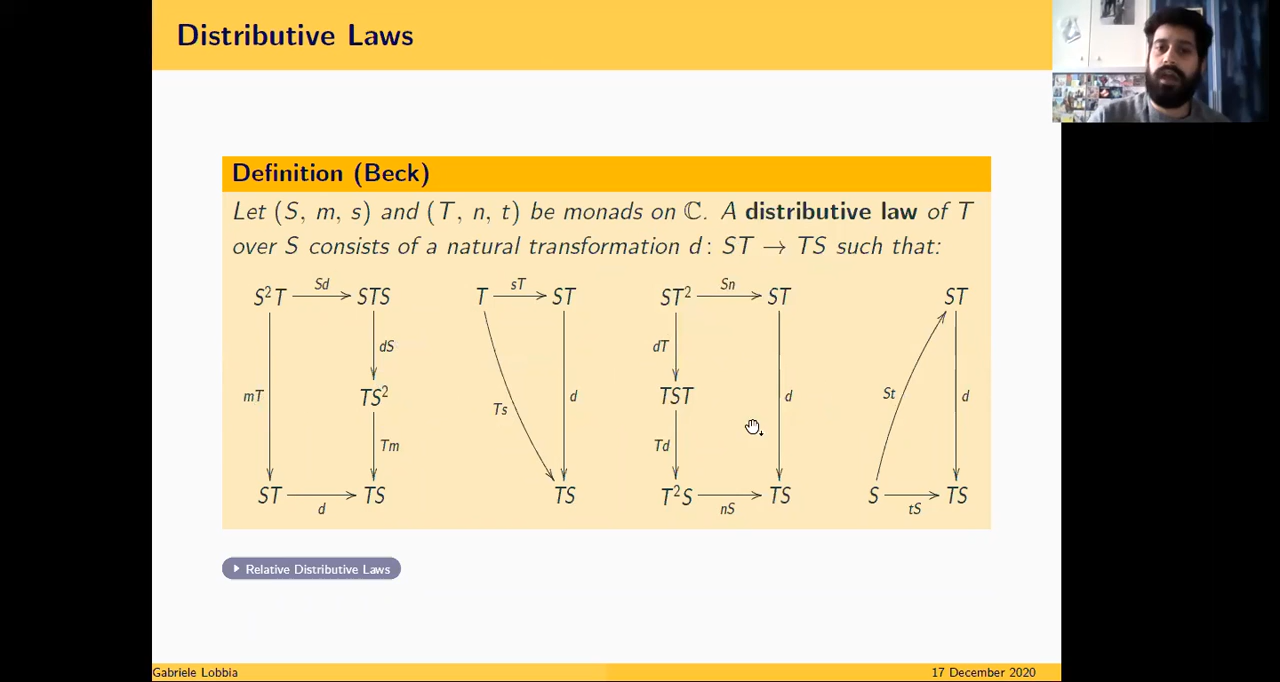 Distributive Laws
Definition (Beck)
Let (S, m, s) and (T, n, t) be monads on ℂ. A distributive law of T
over S consists of a natural transformation d: ST → TS such that:
S²T Sd STS
mT dS
TS²
Tm
ST d TS
T sT ST
Ts d
TS
ST² Sn ST
dT
TST d
Td
T²S nS TS
ST
St d
S tS TS
Relative Distributive Laws
Gabriele Lobbia 17 December 2020